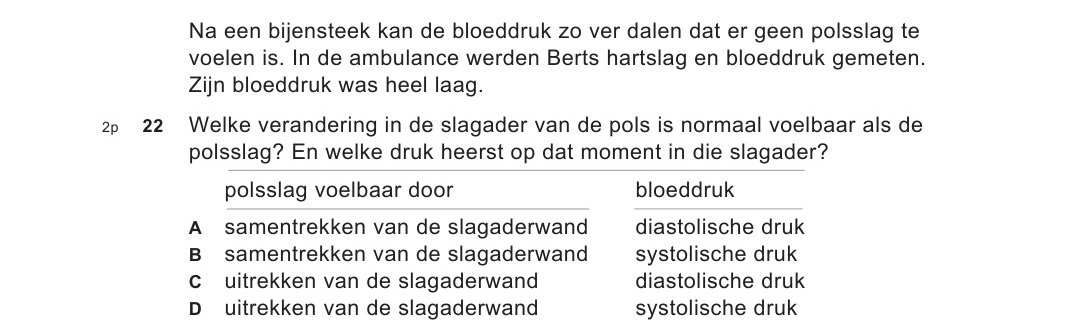 Na een bijensteek kan de bloeddruk zo ver dalen dat er geen polsslag te
voelen is. In de ambulance werden Berts hartslag en bloeddruk gemeten.
Zijn bloeddruk was heel laag.
2p 22 Welke verandering in de slagader van de pols is normaal voelbaar als de
polsslag? En welke druk heerst op dat moment in die slagader?
polsslag voelbaar door bloeddruk
A samentrekken van de slagaderwand diastolische druk
B samentrekken van de slagaderwand systolische druk
C uitrekken van de slagaderwand diastolische druk
D uitrekken van de slagaderwand systolische druk